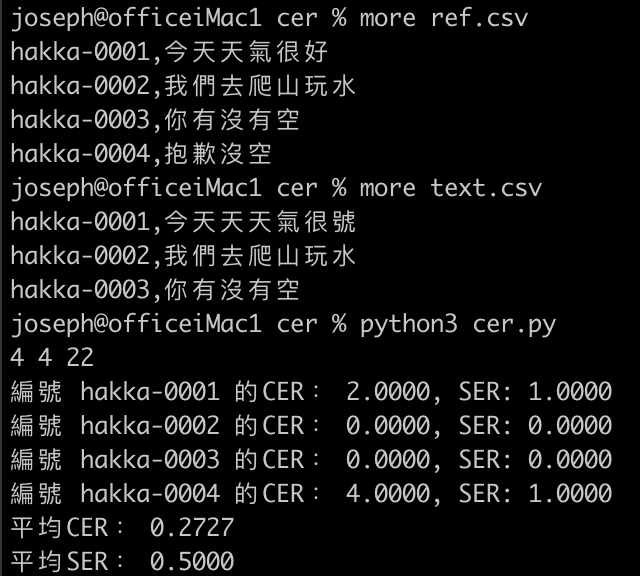 joseph@officeiMac1 cer % more ref.csv
hakka-0001,今天天氣很好
hakka-0002,我們去爬山玩水
hakka-0003,你有沒有空
hakka-0004,抱歉沒空
joseph@officeiMac1 cer % more text.csv
hakka-0001,今天天天氣很號
hakka-0002,我們去爬山玩水
hakka-0003,你有沒有空
joseph@officeiMac1 cer % python3 cer.py
4 4 22
編號 hakka-0001 的CER： 2.0000, SER: 1.0000
編號 hakka-0002 的CER： 0.0000, SER: 0.0000
編號 hakka-0003 的CER： 0.0000, SER: 0.0000
編號 hakka-0004 的CER： 4.0000, SER: 1.0000
平均CER： 0.2727
平均SER： 0.5000